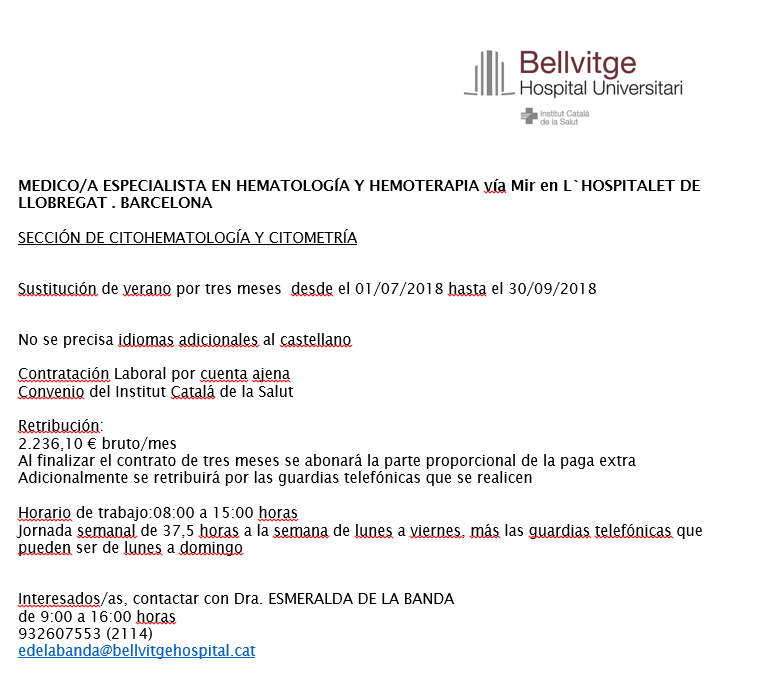 Bellvitge
Hospital Universitari
Institut Català
de la Salut
MEDICO/A ESPECIALISTA EN HEMATOLOGÍA Y HEMOTERAPIA vía Mir en L`HOSPITALET DE
LLOBREGAT . BARCELONA
SECCIÓN DE CITOHEMATOLOGÍA Y CITOMETRÍA
Sustitución de verano por tres meses  desde el 01/07/2018 hasta el 30/09/2018
No se precisa idiomas adicionales al castellano
Contratación Laboral por cuenta ajena
Convenio del Institut Catalá de la Salut
Retribución:
2.236,10 € bruto/mes
Al finalizar el contrato de tres meses se abonará la parte proporcional de la paga extra
Adicionalmente se retribuirá por las guardias telefónicas que se realicen
Horario de trabajo:08:00 a 15:00 horas
Jornada semanal de 37,5 horas a la semana de lunes a viernes, más las guardias telefónicas que
pueden ser de lunes a domingo
Interesados/as, contactar con Dra. ESMERALDA DE LA BANDA
de 9:00 a 16:00 horas
932607553 (2114)
edelabanda@bellvitgehospital.cat